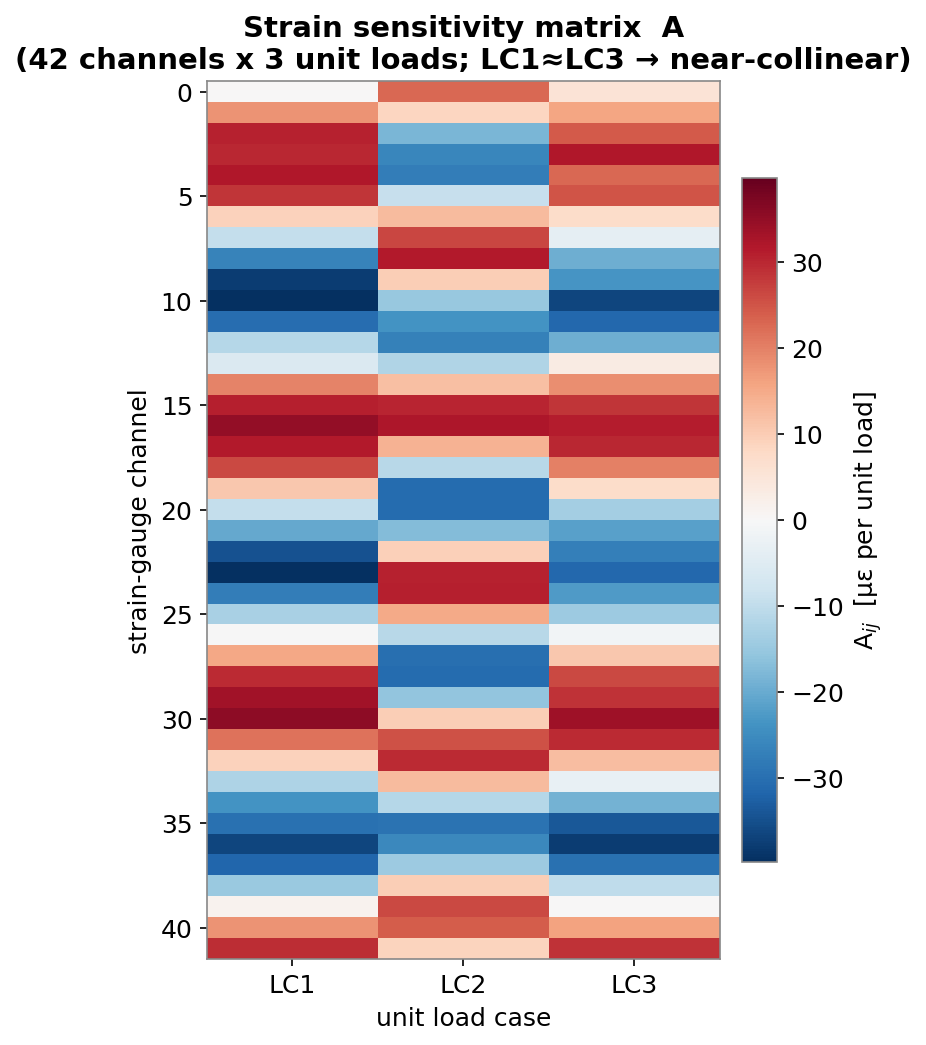 Strain sensitivity matrix  A
(42 channels x 3 unit loads; LC1≈LC3 → near-collinear)
0
5
10
15
20
25
30
35
40
strain-gauge channel
LC1 LC2 LC3
unit load case
30
20
10
0
−10
−20
−30
A_{ij}  [με per unit load]